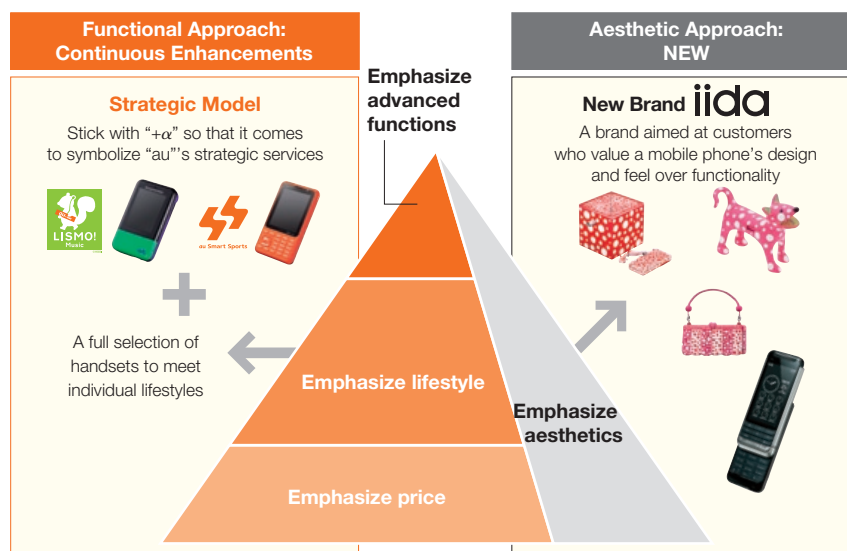 Functional Approach:
Continuous Enhancements
Strategic Model
Stick with “+α” so that it comes
to symbolize “au”’s strategic services
LISMO!
Music
au Smart Sports
A full selection of
handsets to meet
individual lifestyles
Emphasize
advanced
functions
Emphasize lifestyle
Emphasize price
Emphasize
aesthetics
Aesthetic Approach:
NEW
New Brand iida
A brand aimed at customers
who value a mobile phone’s design
and feel over functionality